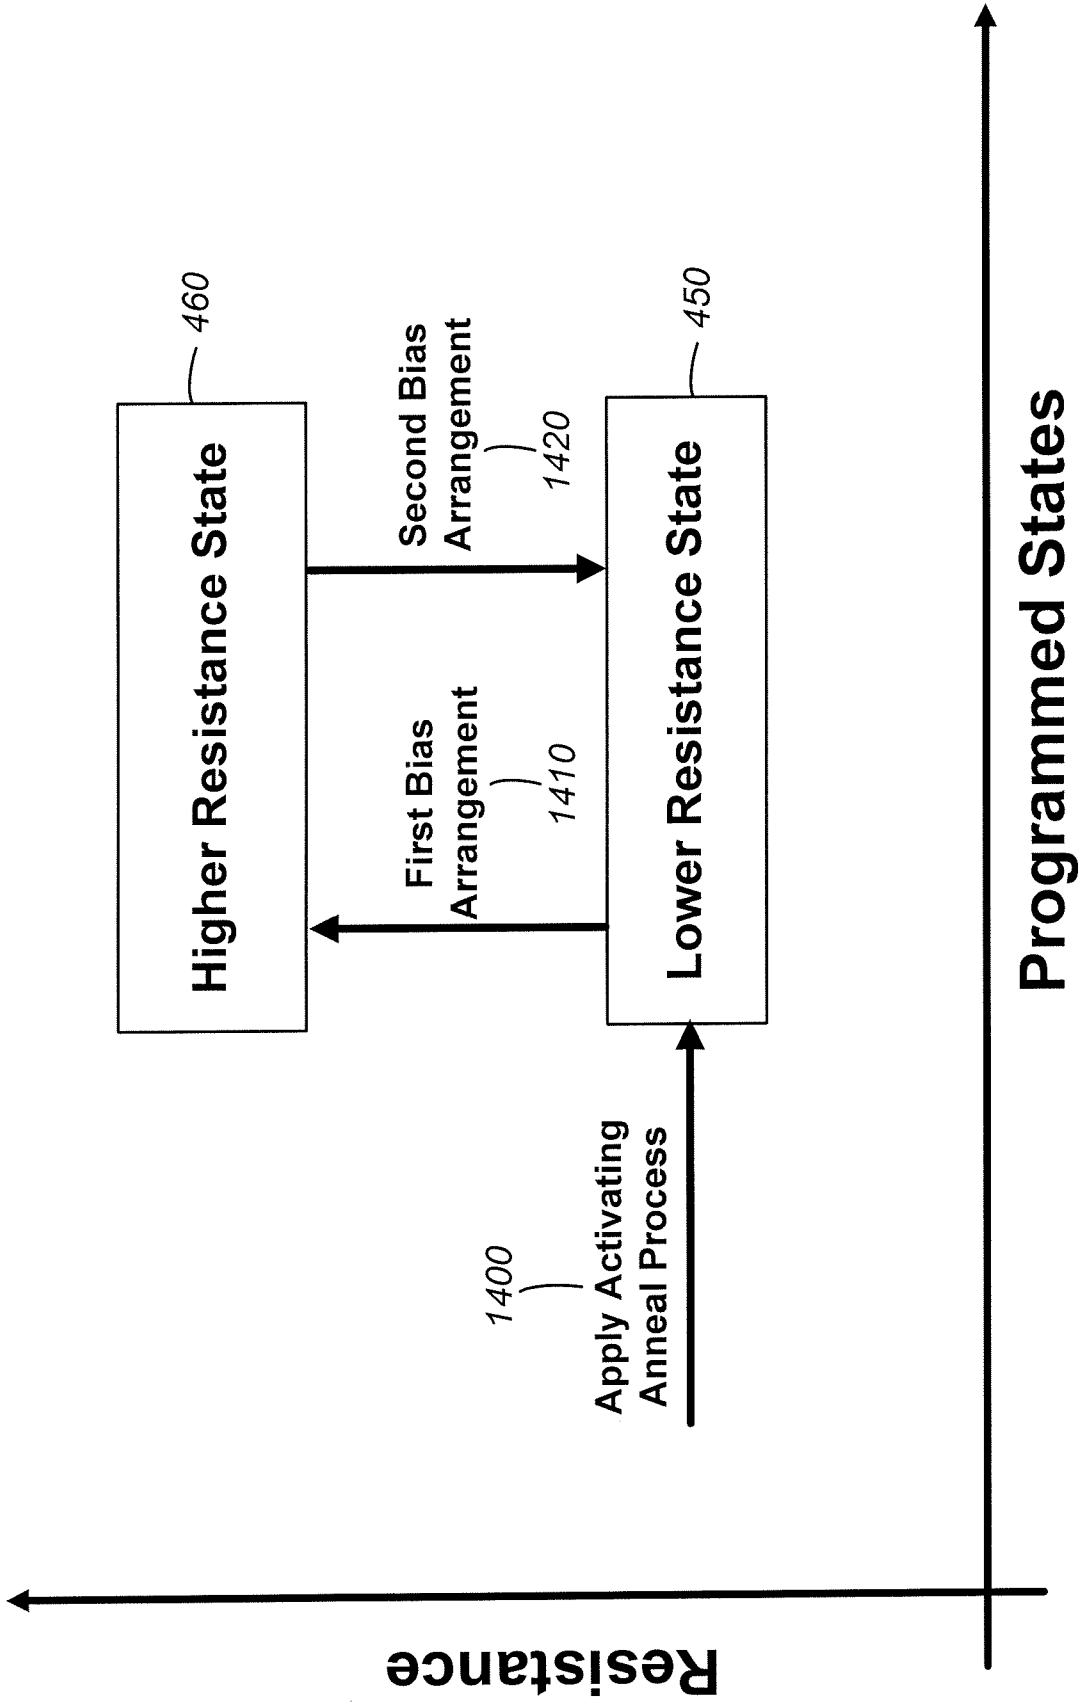 Resistance
Higher Resistance State
460
First Bias
Arrangement
1410
Second Bias
Arrangement
1420
1400
Apply Activating
Anneal Process
Lower Resistance State
450
Programmed States